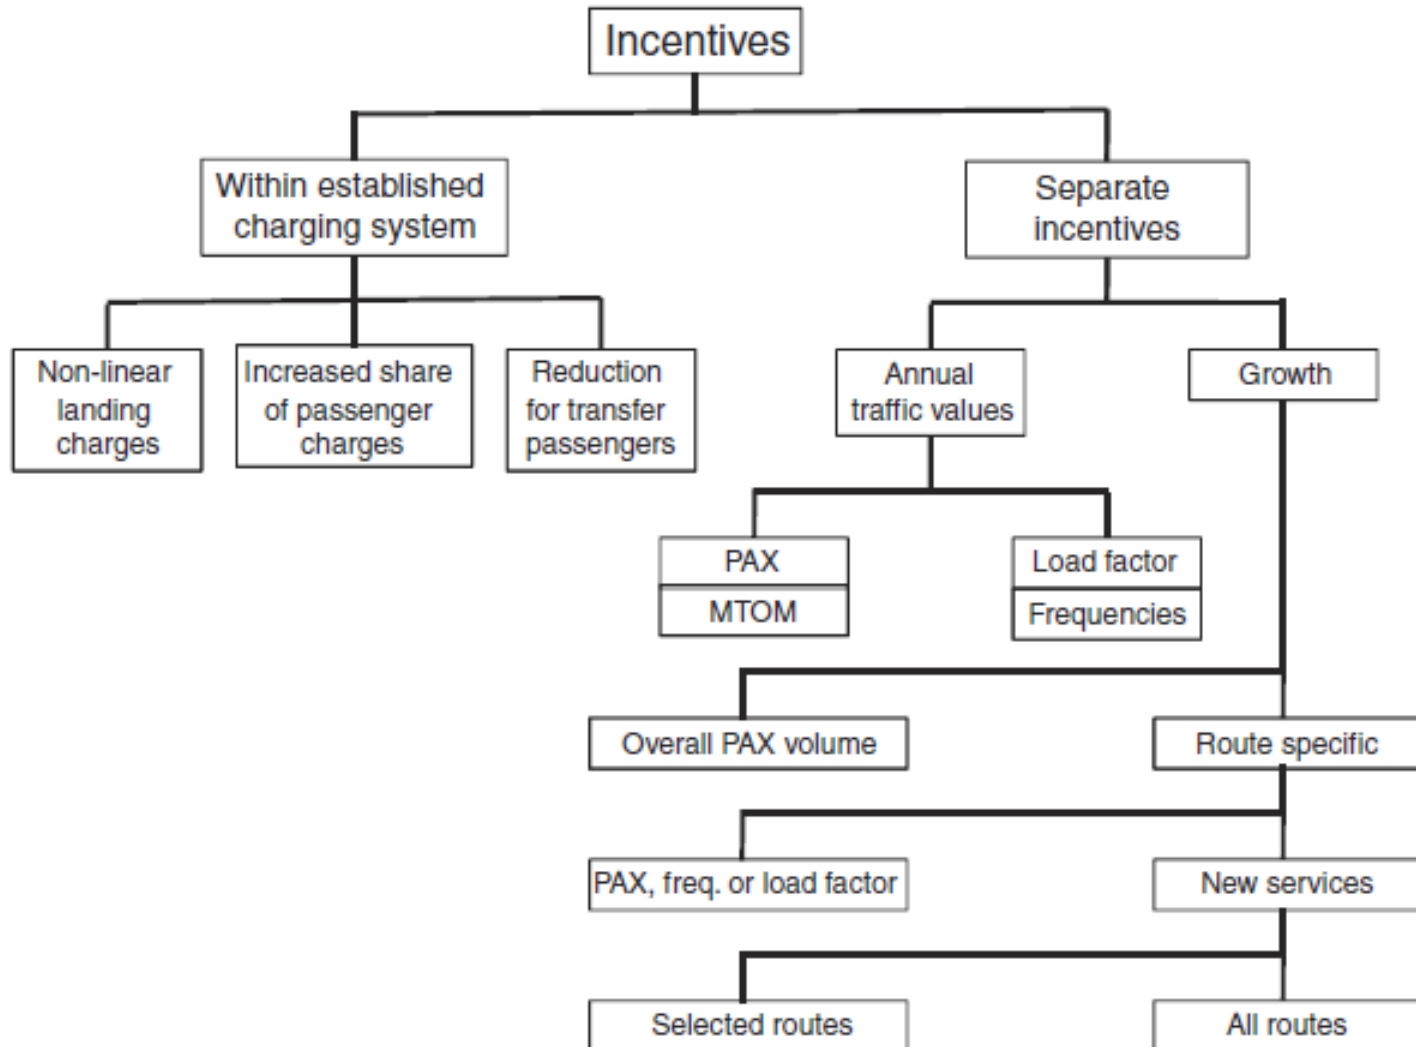 Incentives
Within established
charging system
Separate
incentives
Non-linear
landing
charges
Increased share
of passenger
charges
Reduction
for transfer
passengers
Annual
traffic values
Growth
PAX
MTOM
Load factor
Frequencies
Overall PAX volume
Route specific
PAX, freq. or load factor
New services
Selected routes
All routes